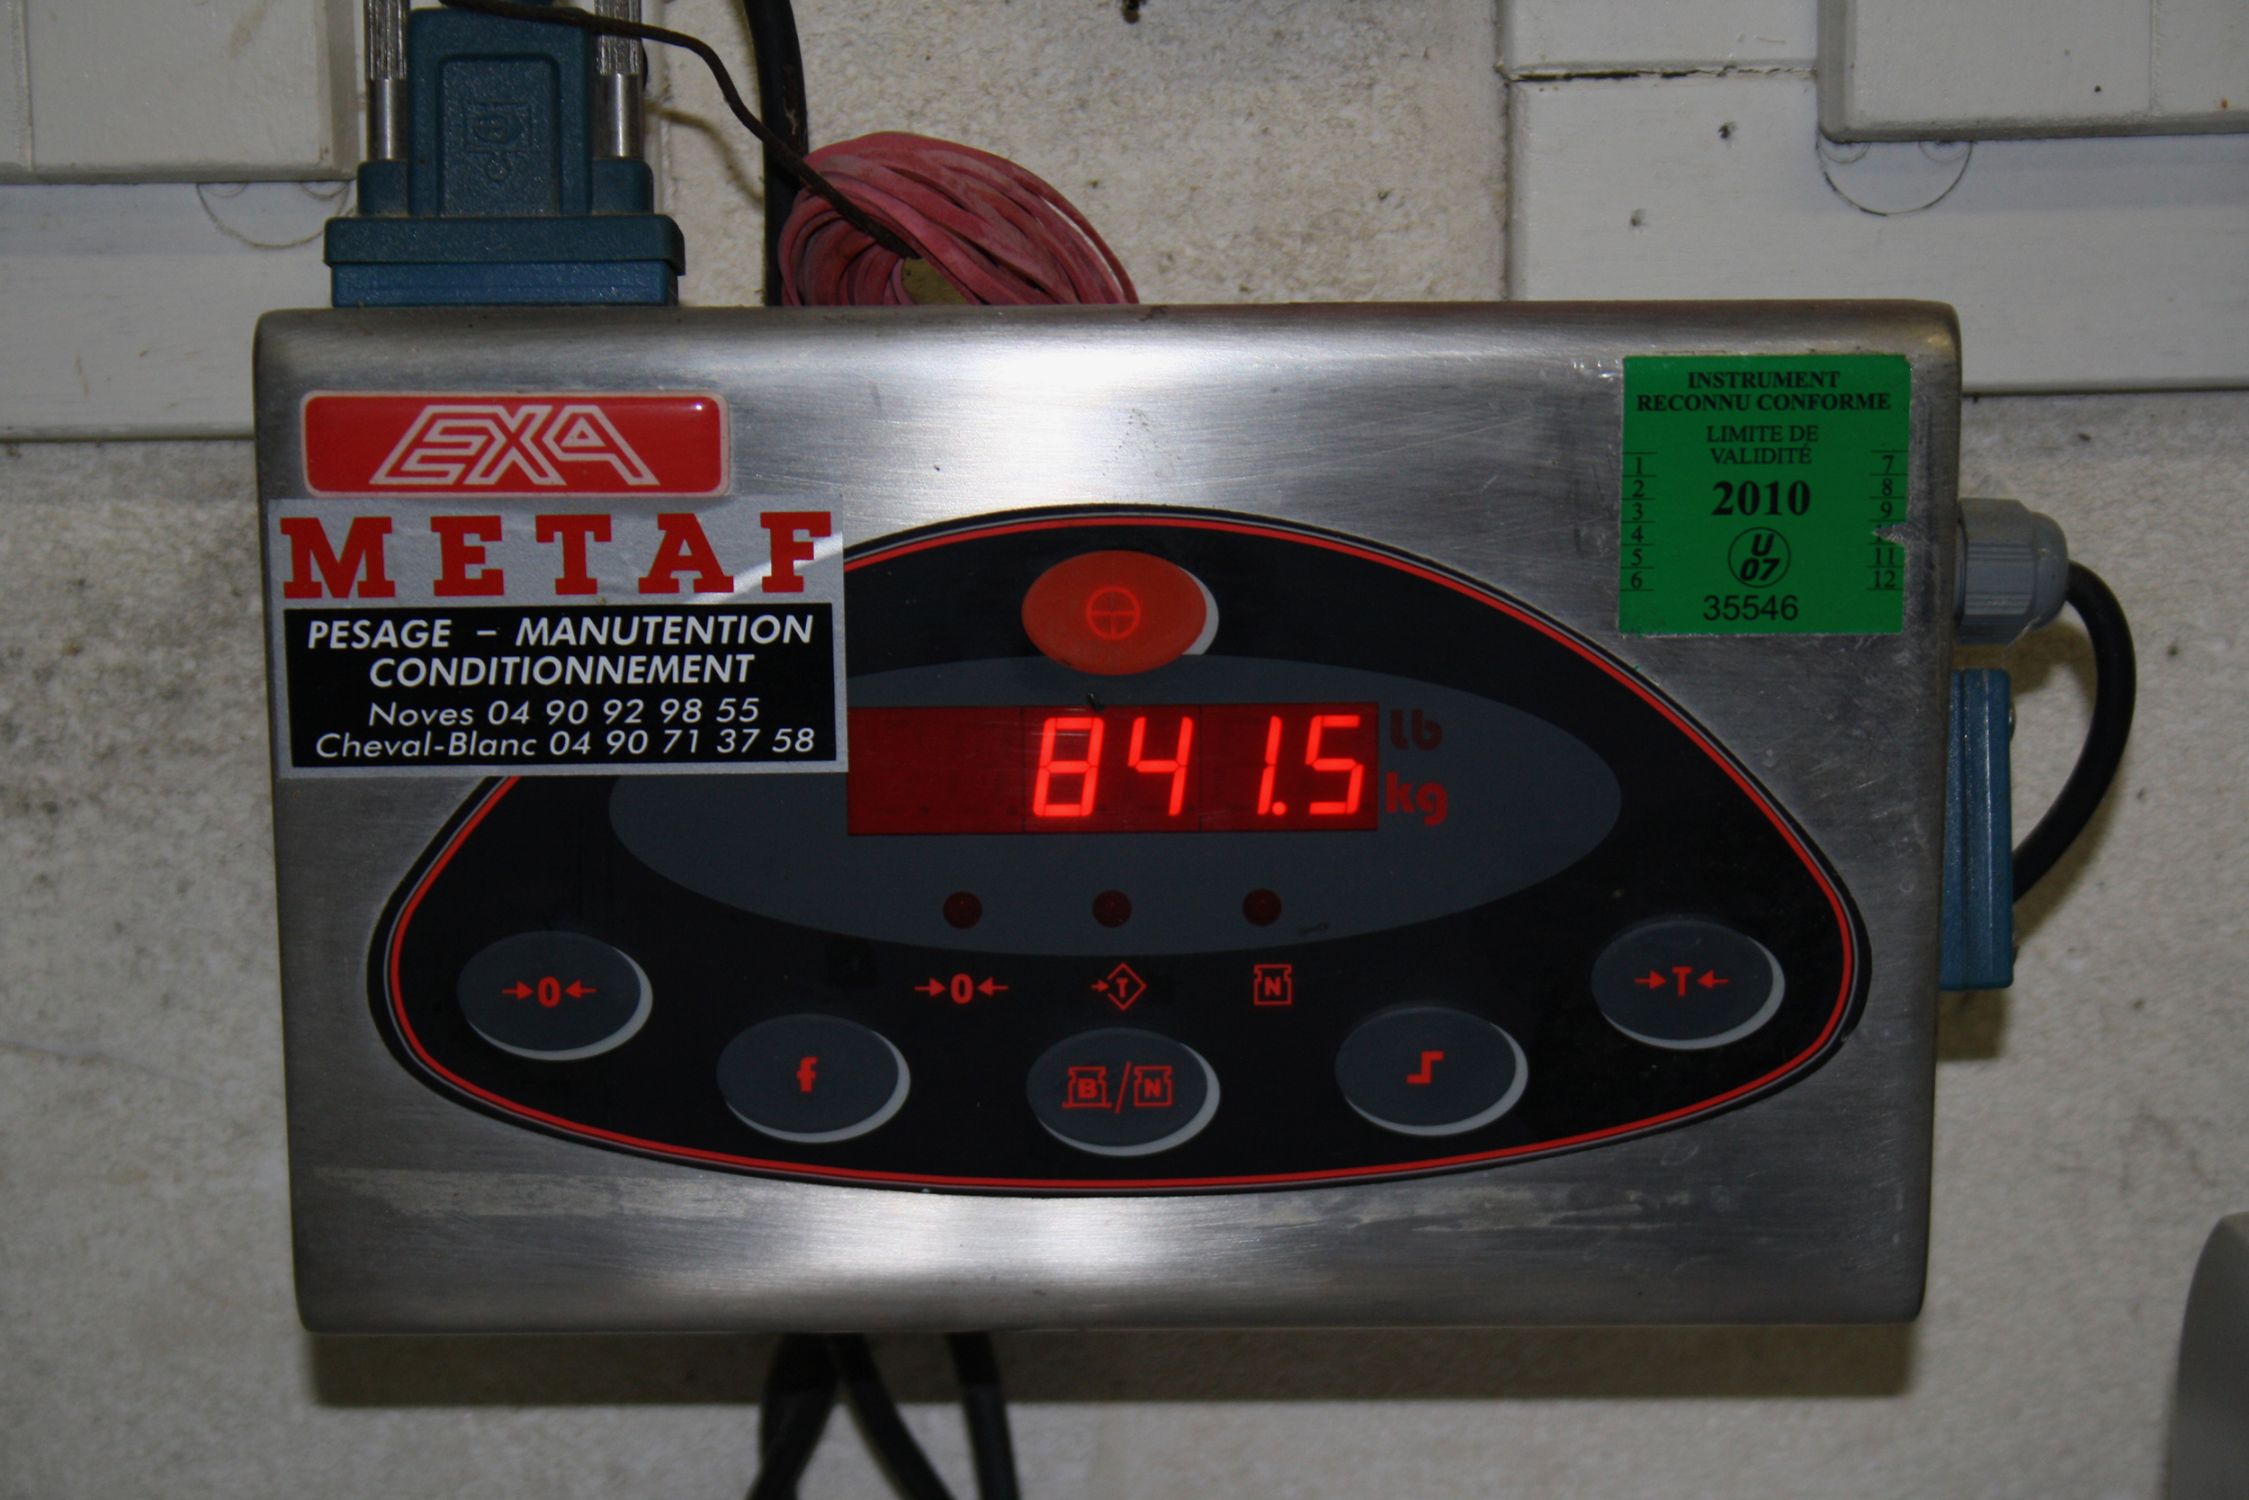 EXA
METAF
PESAGE – MANUTENTION
CONDITIONNEMENT
Noves 04 90 92 98 55
Cheval-Blanc 04 90 71 37 58
INSTRUMENT
RECONNU CONFORME
LIMITE DE
VALIDITÉ
1 7
2 2010 8
3 9
4 U
5 07 11
6 12
35546
841.5 lb
kg
→0← →T N
→0← f B/N →T←